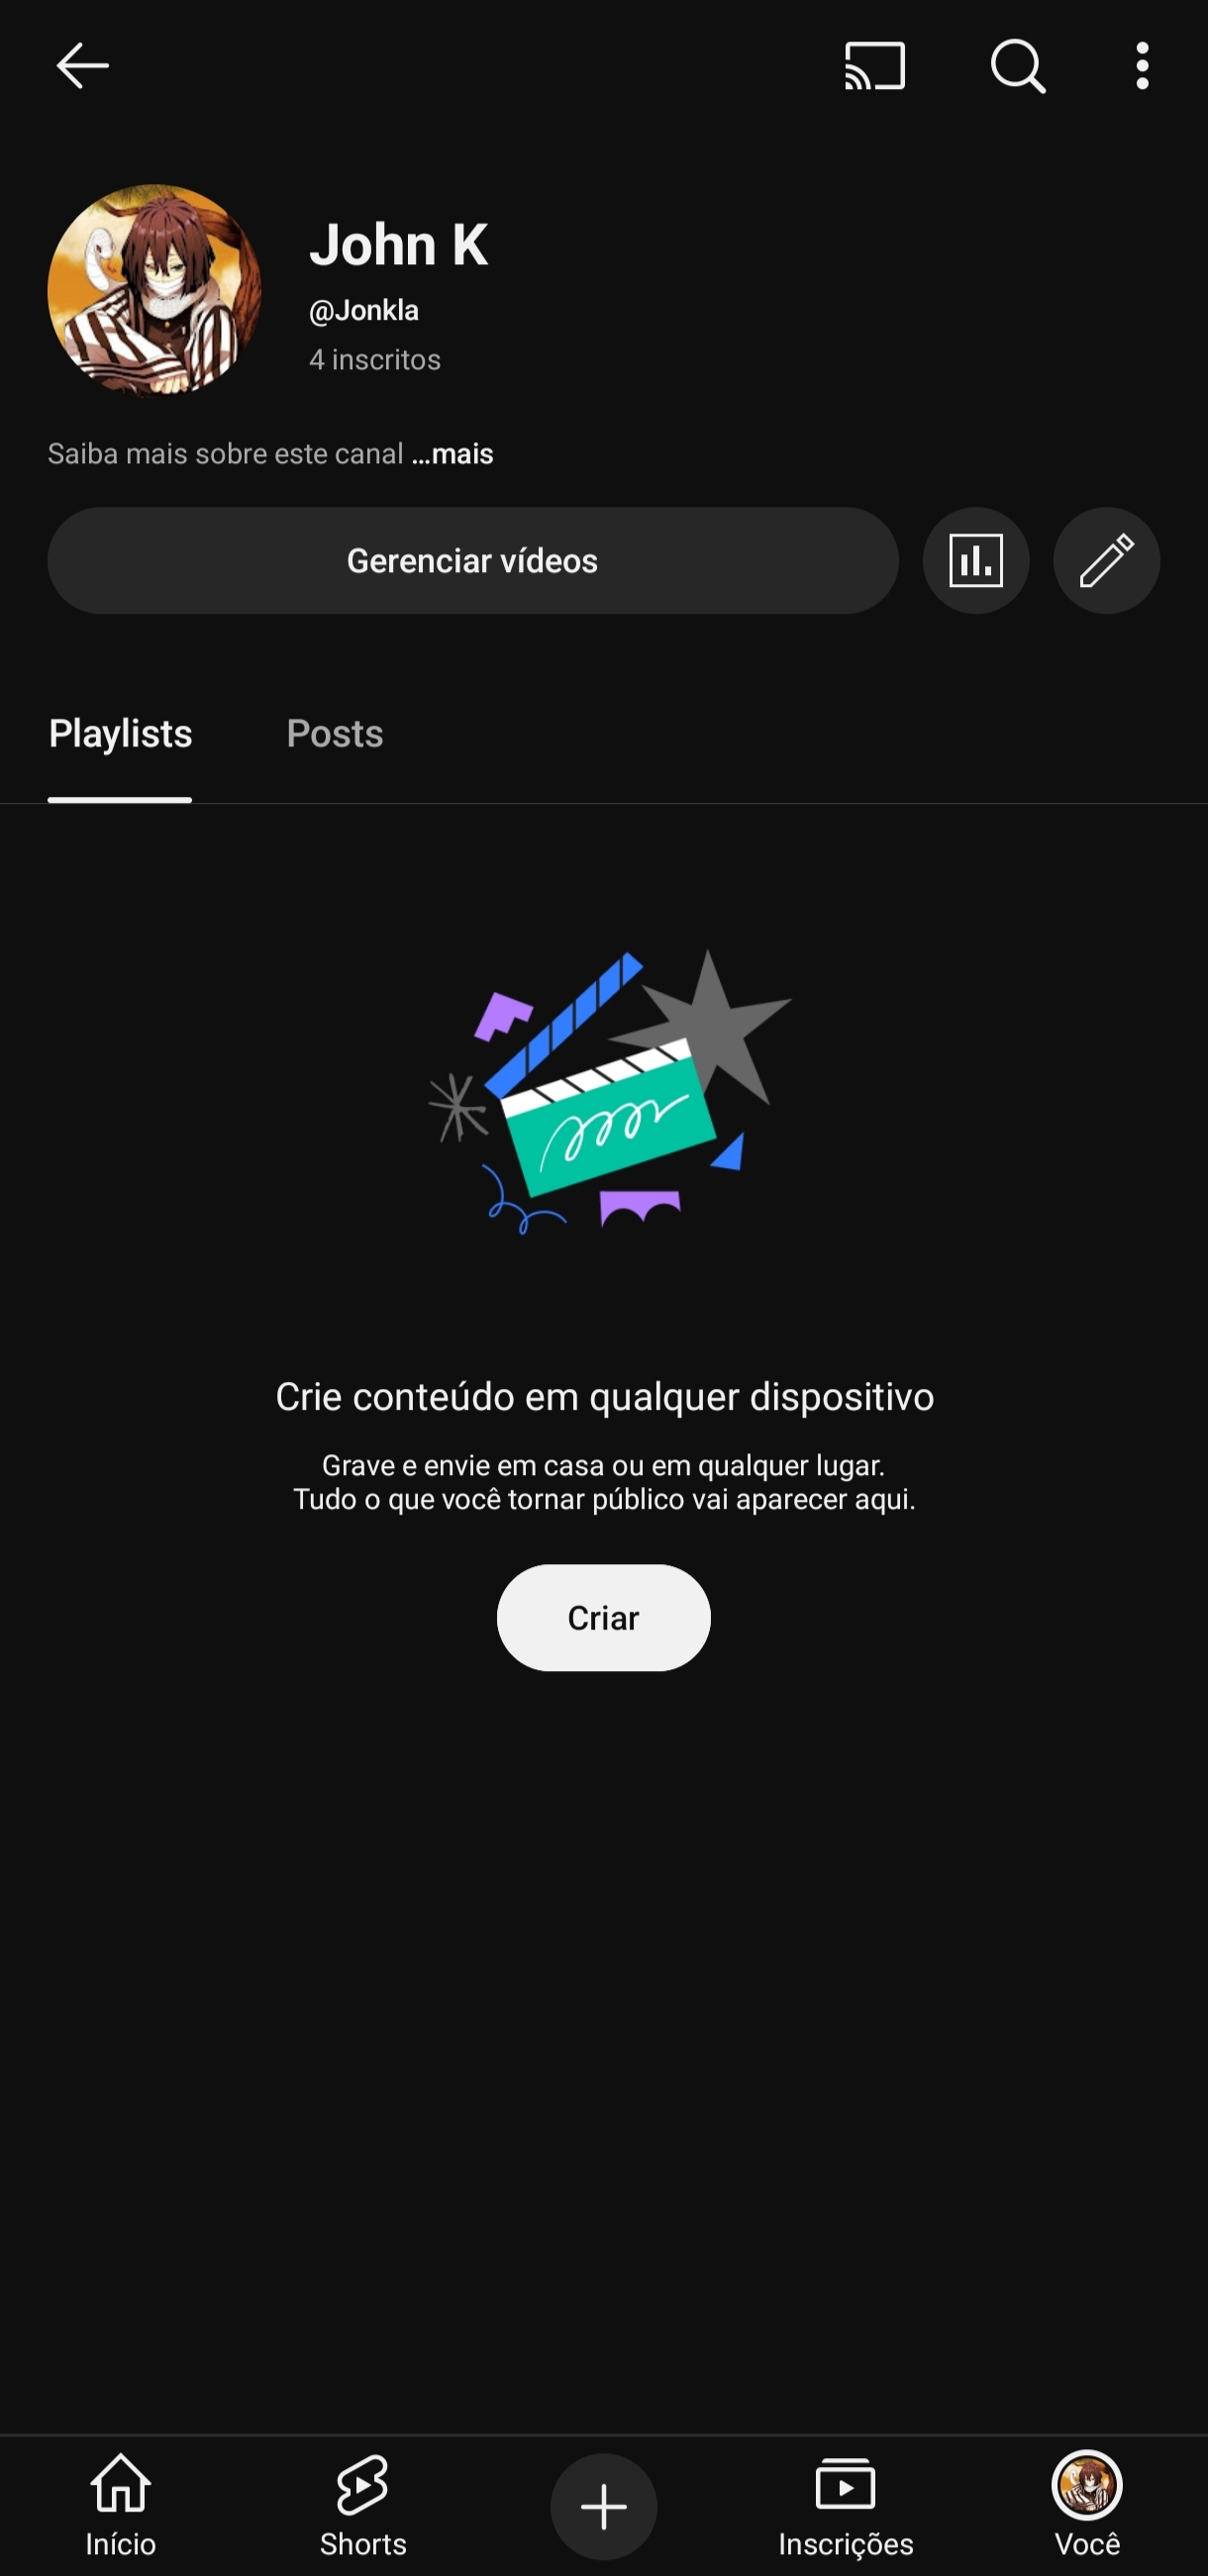 John K
@Jonkla
4 inscritos
Saiba mais sobre este canal ...mais
Gerenciar vídeos
Playlists
Posts
Crie conteúdo em qualquer dispositivo
Grave e envie em casa ou em qualquer lugar.
Tudo o que você tornar público vai aparecer aqui.
Criar
Início
Shorts
Inscrições
Você